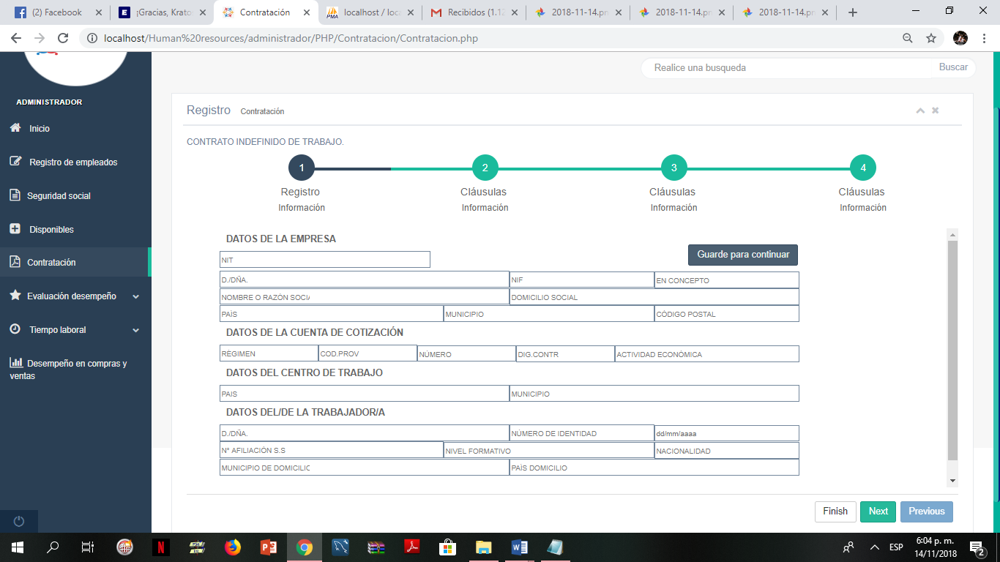 (2) Facebook
¡Gracias, Krato
Contratación
localhost / loca
Recibidos (1.12
2018-11-14.pn
2018-11-14.pn
2018-11-14.pn
localhost/Human%20resources/administrador/PHP/Contratacion/Contratacion.php
Realice una busqueda
Buscar
ADMINISTRADOR
Inicio
Registro de empleados
Seguridad social
Disponibles
Contratación
Evaluación desempeño
Tiempo laboral
Desempeño en compras y
ventas
Registro Contratación
CONTRATO INDEFINIDO DE TRABAJO.
1 2 3 4
Registro Cláusulas Cláusulas Cláusulas
Información Información Información Información
DATOS DE LA EMPRESA
Guarde para continuar
NIT
D./DÑA. NIF EN CONCEPTO
NOMBRE O RAZÓN SOCIA DOMICILIO SOCIAL
PAÍS MUNICIPIO CÓDIGO POSTAL
DATOS DE LA CUENTA DE COTIZACIÓN
RÉGIMEN COD.PROV NÚMERO DIG.CONTR ACTIVIDAD ECONÓMICA
DATOS DEL CENTRO DE TRABAJO
PAIS MUNICIPIO
DATOS DEL/DE LA TRABAJADOR/A
D./DÑA. NÚMERO DE IDENTIDAD dd/mm/aaaa
N° AFILIACIÓN S.S NIVEL FORMATIVO NACIONALIDAD
MUNICIPIO DE DOMICILIO PAÍS DOMICILIO
Finish Next Previous
ESP
6:04 p. m.
14/11/2018
2